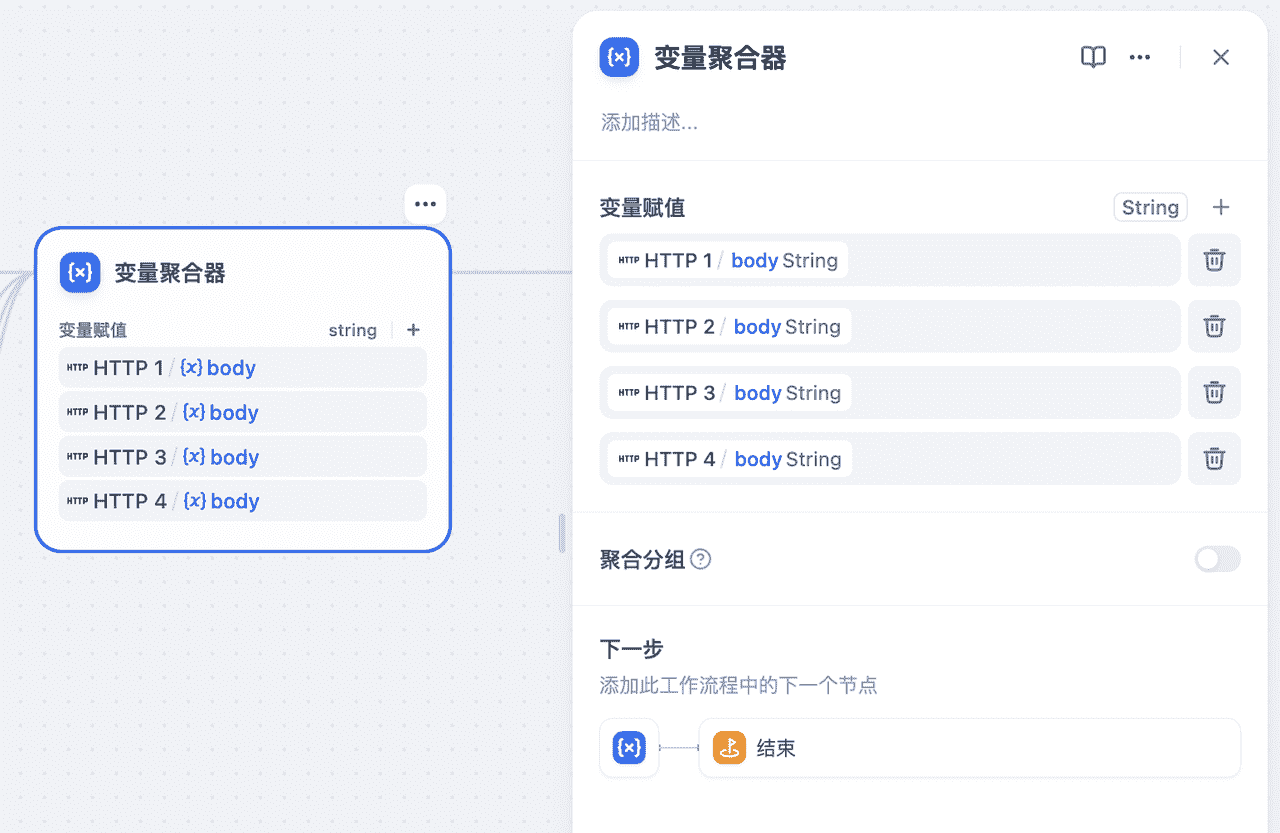 变量聚合器
变量赋值 string
HTTP HTTP 1 / {x} body
HTTP HTTP 2 / {x} body
HTTP HTTP 3 / {x} body
HTTP HTTP 4 / {x} body
{x} 变量聚合器
添加描述...
变量赋值 String
HTTP HTTP 1 / body String
HTTP HTTP 2 / body String
HTTP HTTP 3 / body String
HTTP HTTP 4 / body String
聚合分组
下一步
添加此工作流程中的下一个节点
{x} 结束